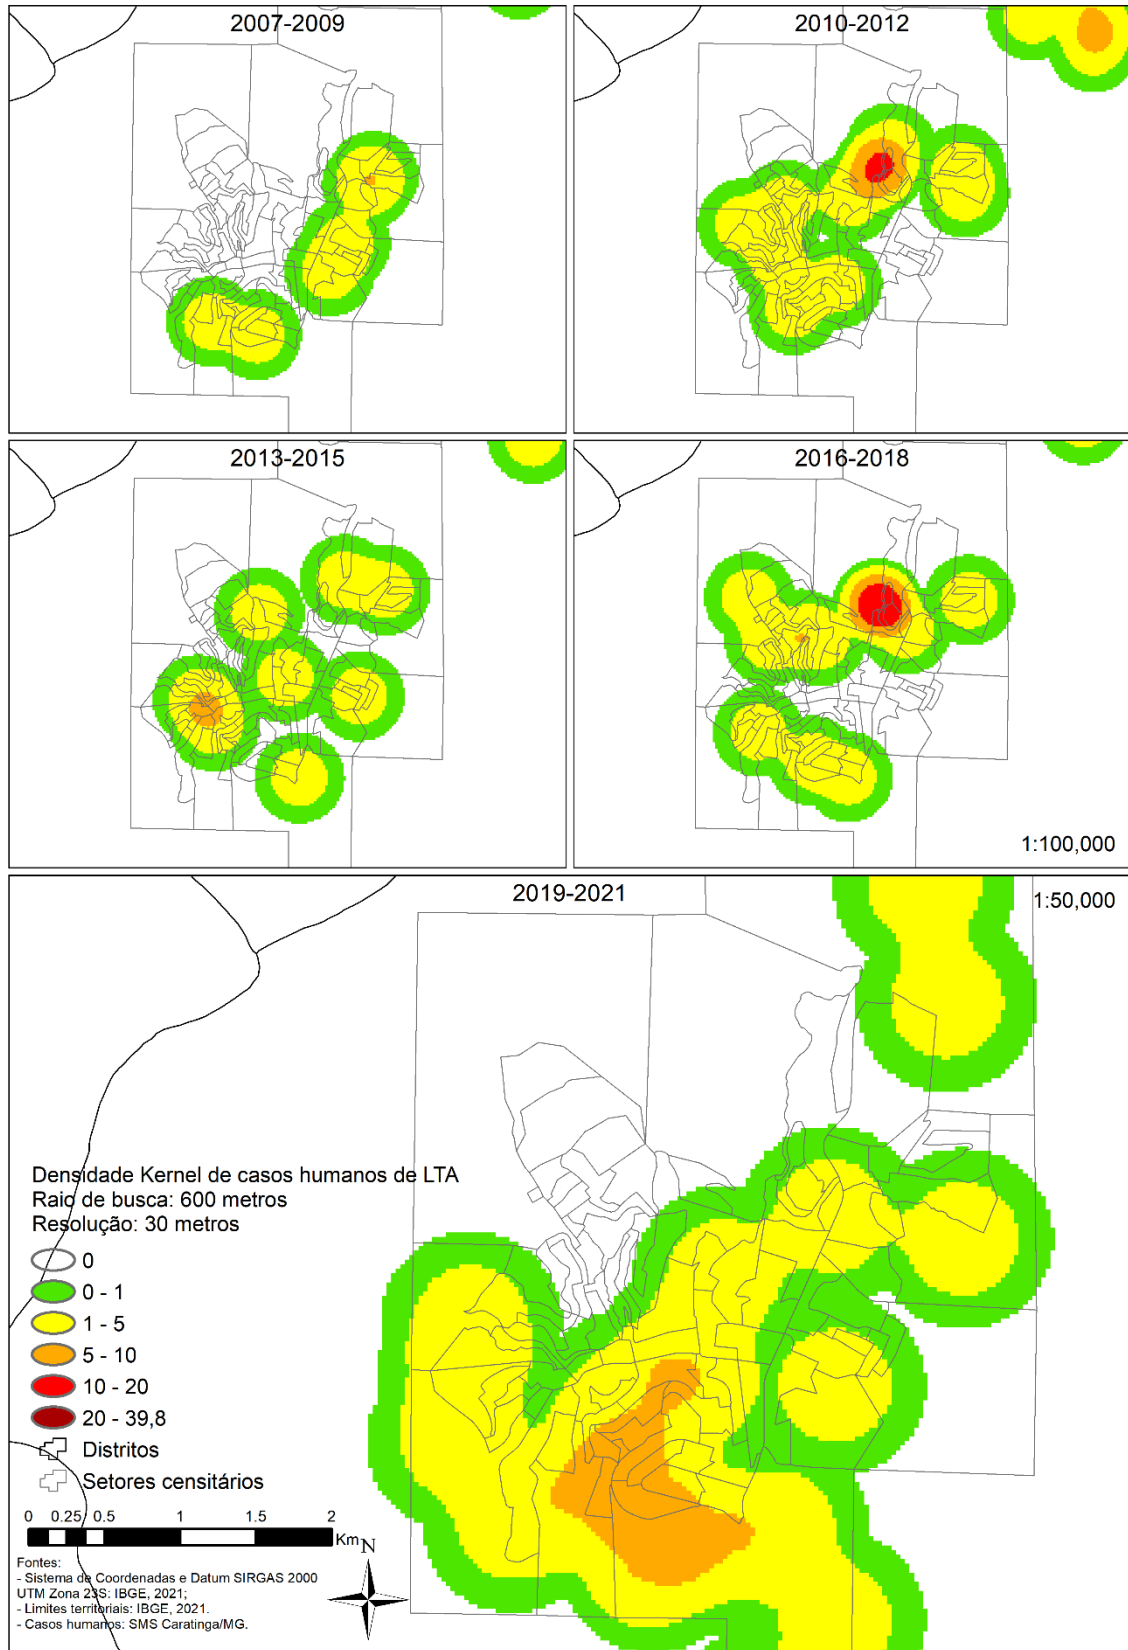 2007-2009
2010-2012
2013-2015
2016-2018
1:100,000
2019-2021
1:50,000
Densidade Kernel de casos humanos de LTA
Raio de busca: 600 metros
Resolução: 30 metros
0
0 - 1
1 - 5
5 - 10
10 - 20
20 - 39,8
Distritos
Setores censitários
0 0.25 0.5 1 1.5 2
Km
N
Fontes:
- Sistema de Coordenadas e Datum SIRGAS 2000
UTM Zona 23S: IBGE, 2021;
- Limites territoriais: IBGE, 2021.
- Casos humanos: SMS Caratinga/MG.